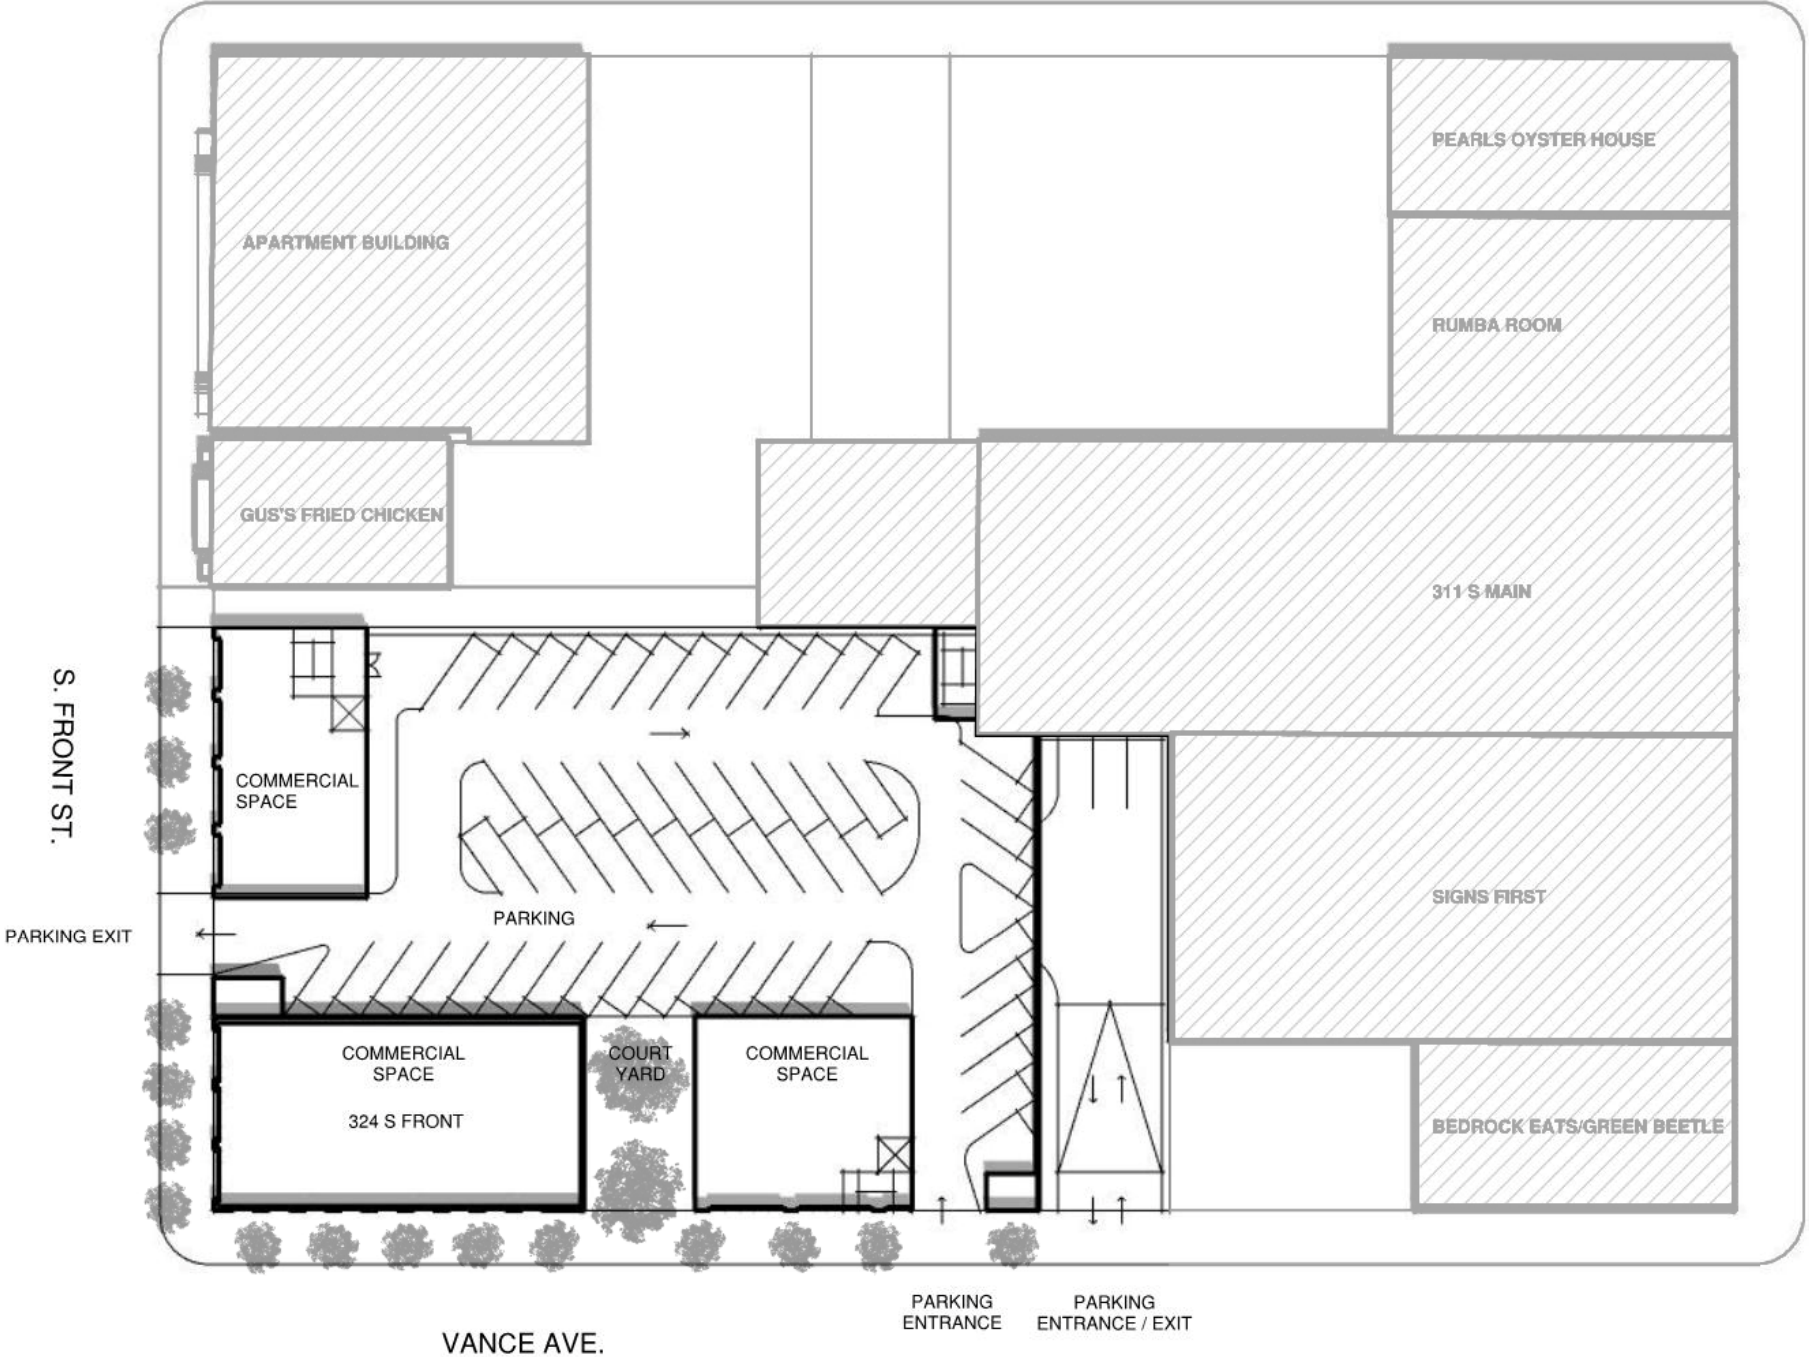 PEARLS OYSTER HOUSE
APARTMENT BUILDING
RUMBA ROOM
GUS'S FRIED CHICKEN
311 S MAIN
S. FRONT ST.
COMMERCIAL
SPACE
SIGNS FIRST
PARKING
PARKING EXIT
COMMERCIAL
SPACE
324 S FRONT
COURT
YARD
COMMERCIAL
SPACE
BEDROCK EATS/GREEN BEETLE
PARKING
ENTRANCE
PARKING
ENTRANCE / EXIT
VANCE AVE.